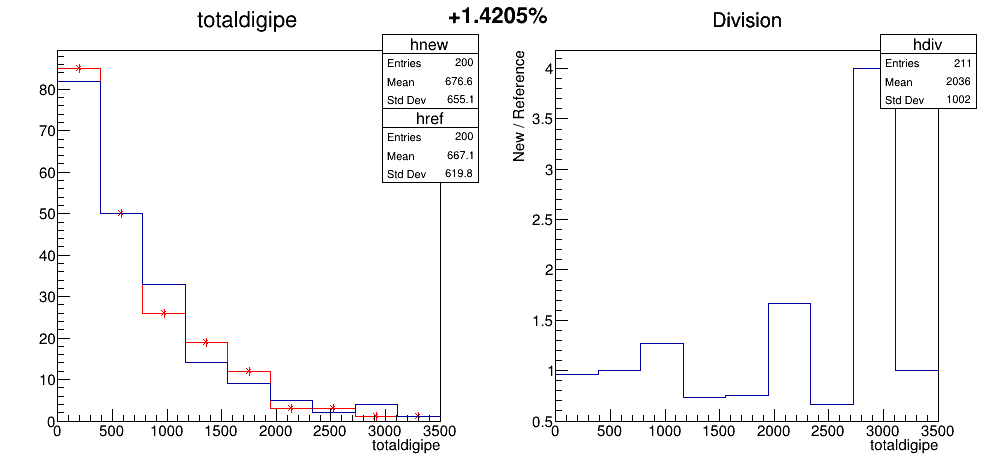 +1.4205%
totaldigipe
hnew
Entries 200
Mean 676.6
Std Dev 655.1
href
Entries 200
Mean 667.1
Std Dev 619.8
80
70
60
50
40
30
20
10
0
0 500 1000 1500 2000 2500 3000 3500
totaldigipe
Division
hdiv
Entries 211
Mean 2036
Std Dev 1002
New / Reference
4
3.5
3
2.5
2
1.5
1
0.5
0 500 1000 1500 2000 2500 3000 3500
totaldigipe